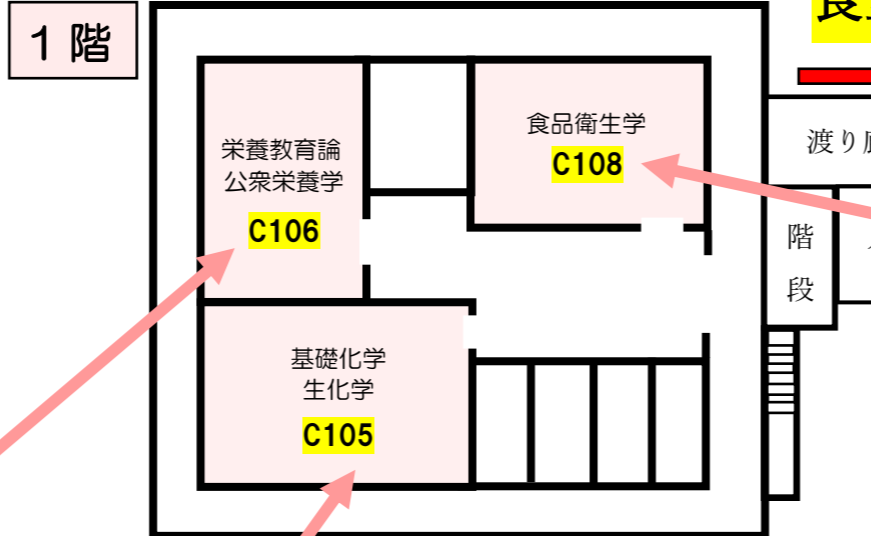 1階
栄養教育論
公衆栄養学
C106
食品衛生学
C108
基礎化学
生化学
C105
渡り
階
段